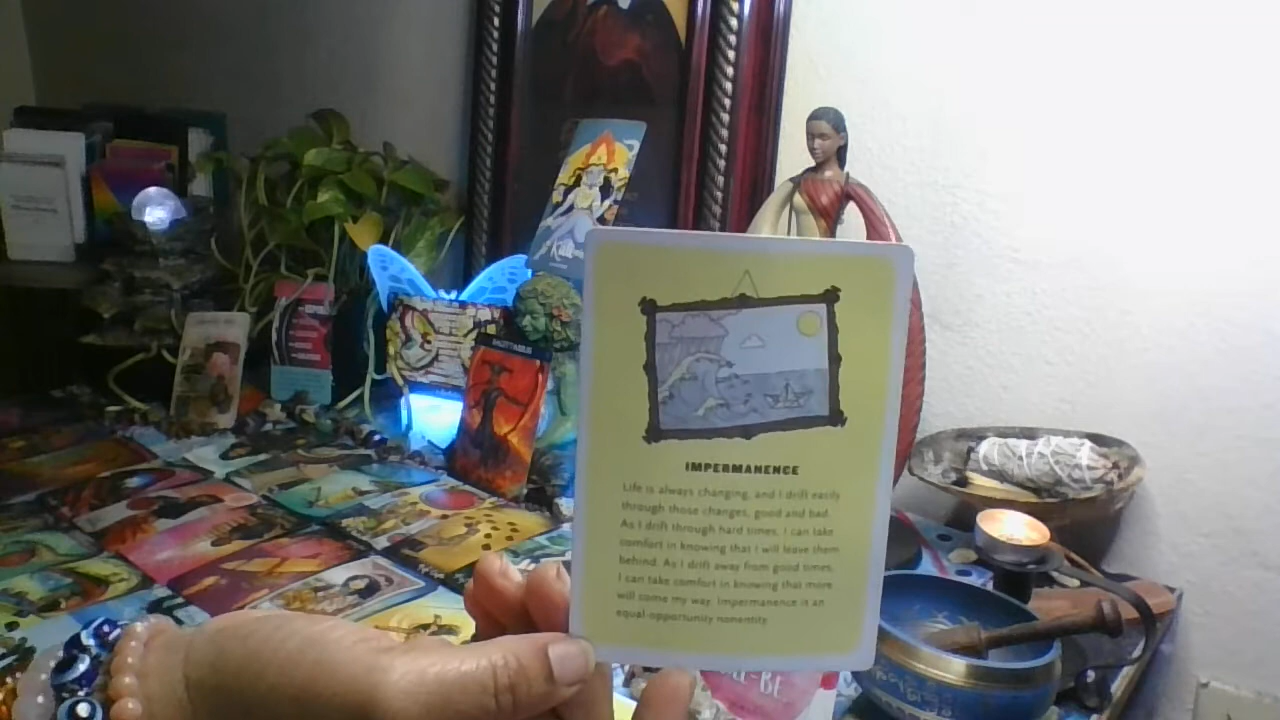 Kali
SAGITTARIUS
IMPERMANENCE
Life is always changing, and I drift easily
through those changes, good and bad.
As I drift through hard times, I can take
comfort in knowing that I will leave them
behind. As I drift away from good times,
I can take comfort in knowing that more
will come my way. Impermanence is an
equal-opportunity nonentity.